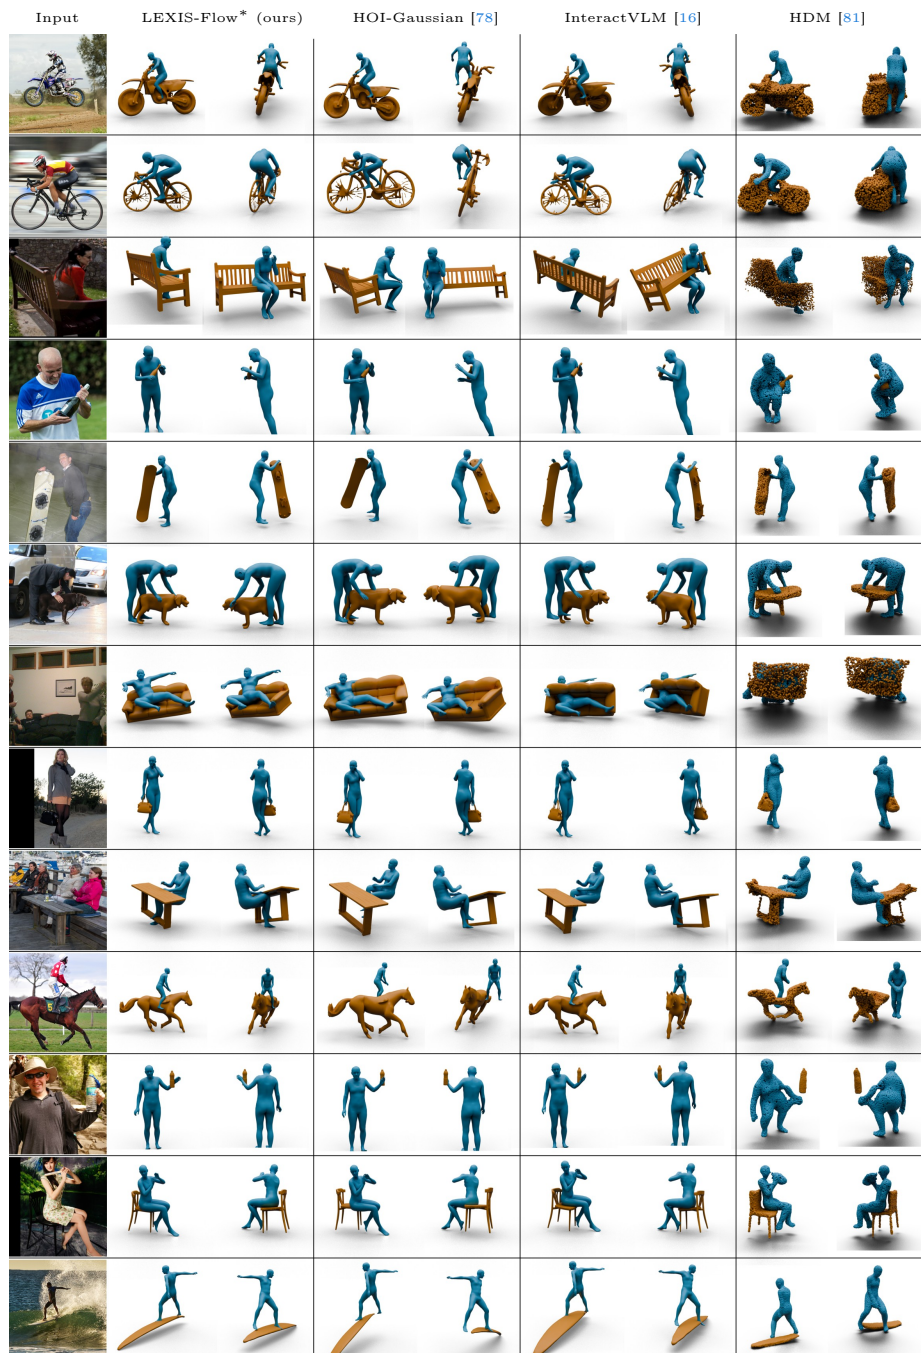 Input LEXIS-Flow* (ours) HOI-Gaussian [78] InteractVLM [16] HDM [81]